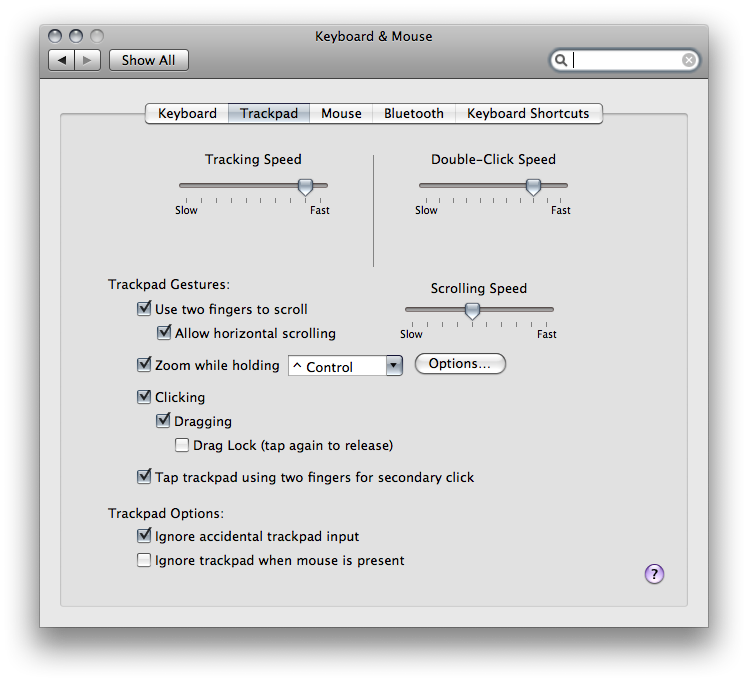 Keyboard & Mouse
Show All
Keyboard Trackpad Mouse Bluetooth Keyboard Shortcuts
Tracking Speed
Slow Fast
Double-Click Speed
Slow Fast
Trackpad Gestures:
Use two fingers to scroll
Allow horizontal scrolling
Scrolling Speed
Slow Fast
Zoom while holding ^ Control Options...
Clicking
Dragging
Drag Lock (tap again to release)
Tap trackpad using two fingers for secondary click
Trackpad Options:
Ignore accidental trackpad input
Ignore trackpad when mouse is present
?